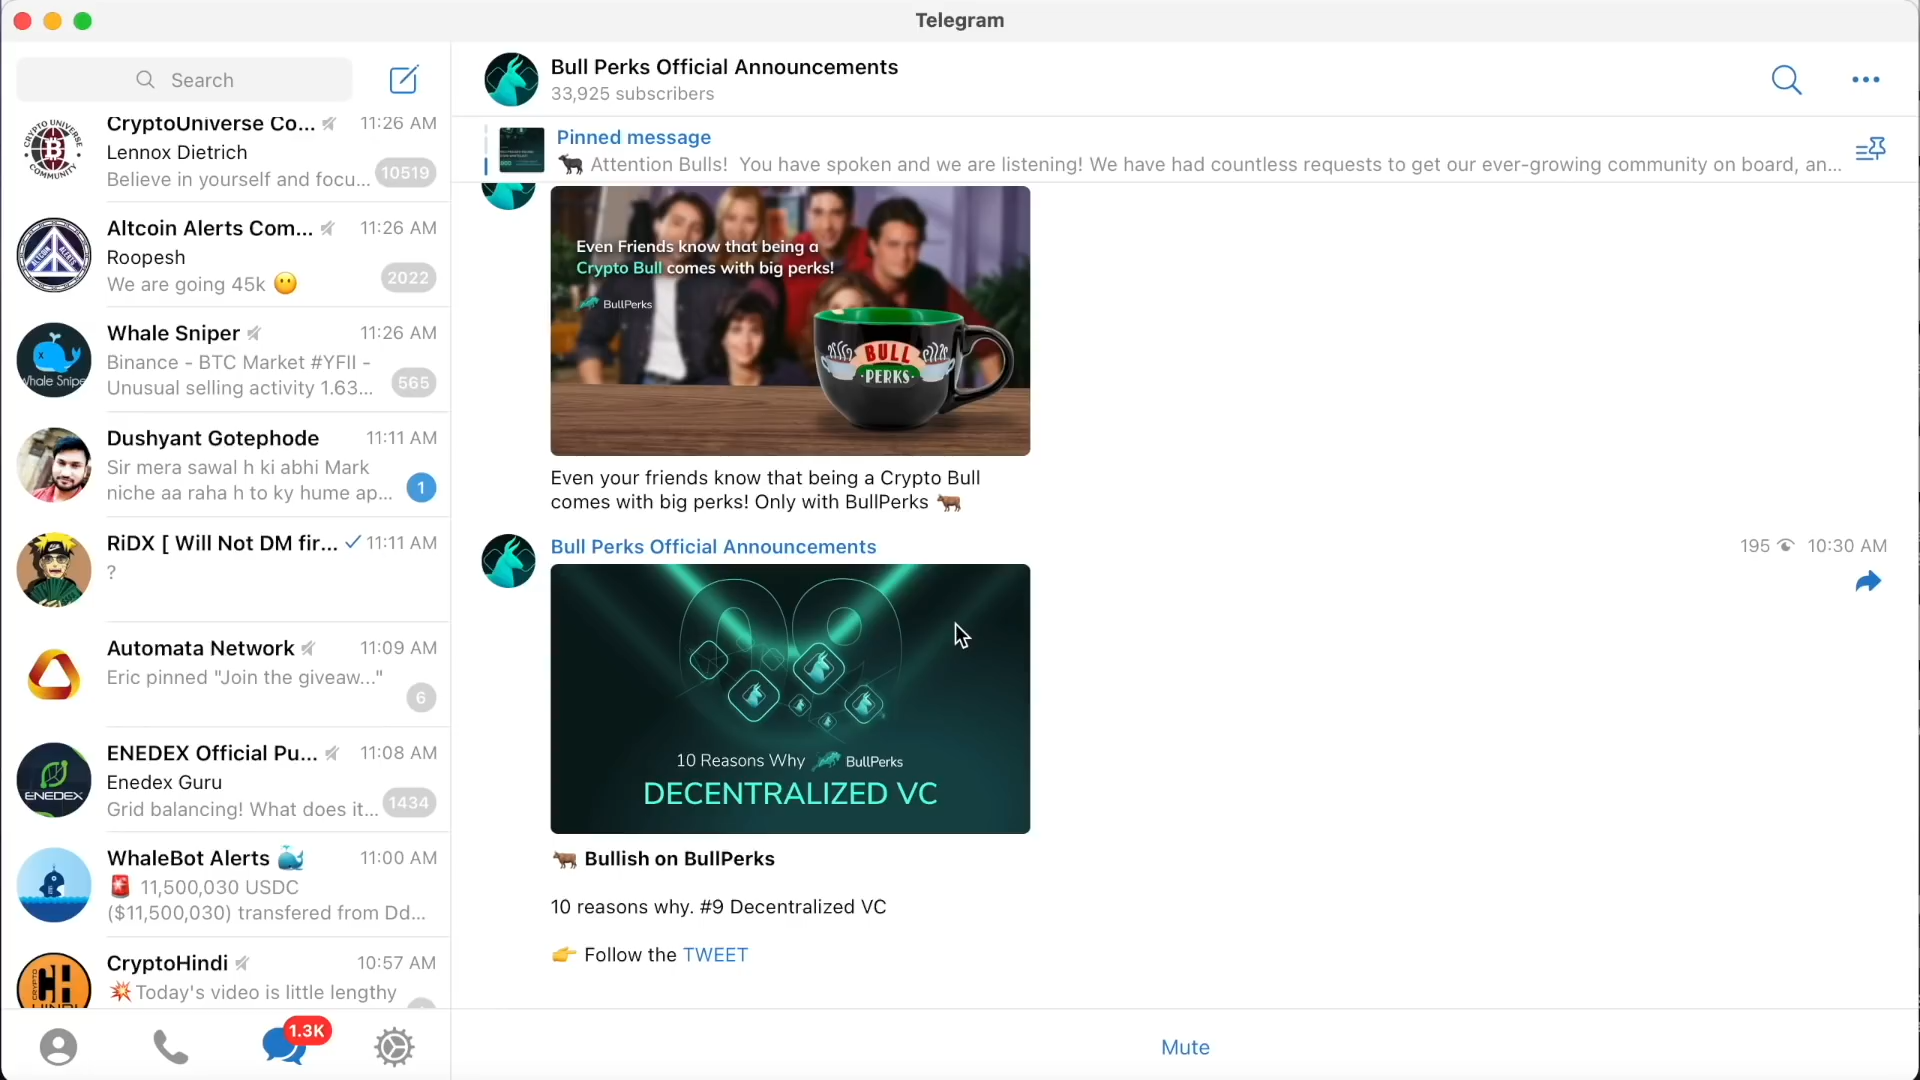 Telegram
Search
CryptoUniverse Co... 11:26 AM
Lennox Dietrich
Believe in yourself and focu... 10519
Altcoin Alerts Com... 11:26 AM
Roopesh
We are going 45k 😶 2022
Whale Sniper 11:26 AM
Binance - BTC Market #YFII -
Unusual selling activity 1.63... 565
Dushyant Gotephode 11:11 AM
Sir mera sawal h ki abhi Mark
niche aa raha h to ky hume ap... 1
RiDX [ Will Not DM fir... 11:11 AM
?
Automata Network 11:09 AM
Eric pinned "Join the giveaw..."
6
ENEDEX Official Pu... 11:08 AM
Enedex Guru
Grid balancing! What does it... 1434
ENEDEX
WhaleBot Alerts 🐳 11:00 AM
🚨 11,500,030 USDC
($11,500,030) transfered from Dd...
CryptoHindi 10:57 AM
💥Today's video is little lengthy
1.3K
Bull Perks Official Announcements
33,925 subscribers
Pinned message
🐂 Attention Bulls! You have spoken and we are listening! We have had countless requests to get our ever-growing community on board, an...
Even Friends know that being a
Crypto Bull comes with big perks!
BullPerks
BULL
·PERKS·
Even your friends know that being a Crypto Bull
comes with big perks! Only with BullPerks 🐂
Bull Perks Official Announcements 195 10:30 AM
10 Reasons Why BullPerks
DECENTRALIZED VC
🐂 Bullish on BullPerks
10 reasons why. #9 Decentralized VC
👉 Follow the TWEET
Mute